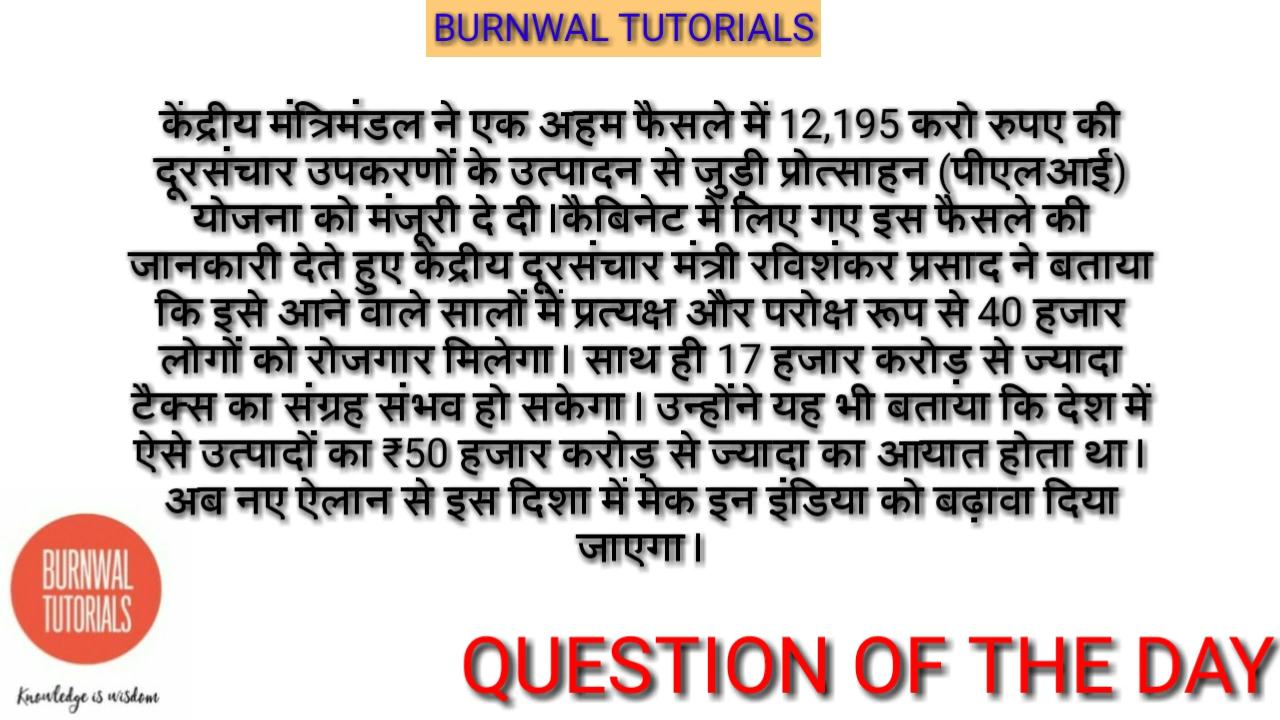 BURNWAL TUTORIALS
केंद्रीय मंत्रिमंडल ने एक अहम फैसले में 12,195 करो रुपए की
दूरसंचार उपकरणों के उत्पादन से जुड़ी प्रोत्साहन (पीएलआई)
योजना को मंजूरी दे दी।कैबिनेट में लिए गए इस फैसले की
जानकारी देते हुए केंद्रीय दूरसंचार मंत्री रविशंकर प्रसाद ने बताया
कि इसे आने वाले सालों में प्रत्यक्ष और परोक्ष रूप से 40 हजार
लोगों को रोजगार मिलेगा। साथ ही 17 हजार करोड़ से ज्यादा
टैक्स का संग्रह संभव हो सकेगा। उन्होंने यह भी बताया कि देश में
ऐसे उत्पादों का ₹50 हजार करोड़ से ज्यादा का आयात होता था।
अब नए ऐलान से इस दिशा में मेक इन इंडिया को बढ़ावा दिया
जाएगा।
BURNWAL
TUTORIALS
Knowledge is wisdom
QUESTION OF THE DAY